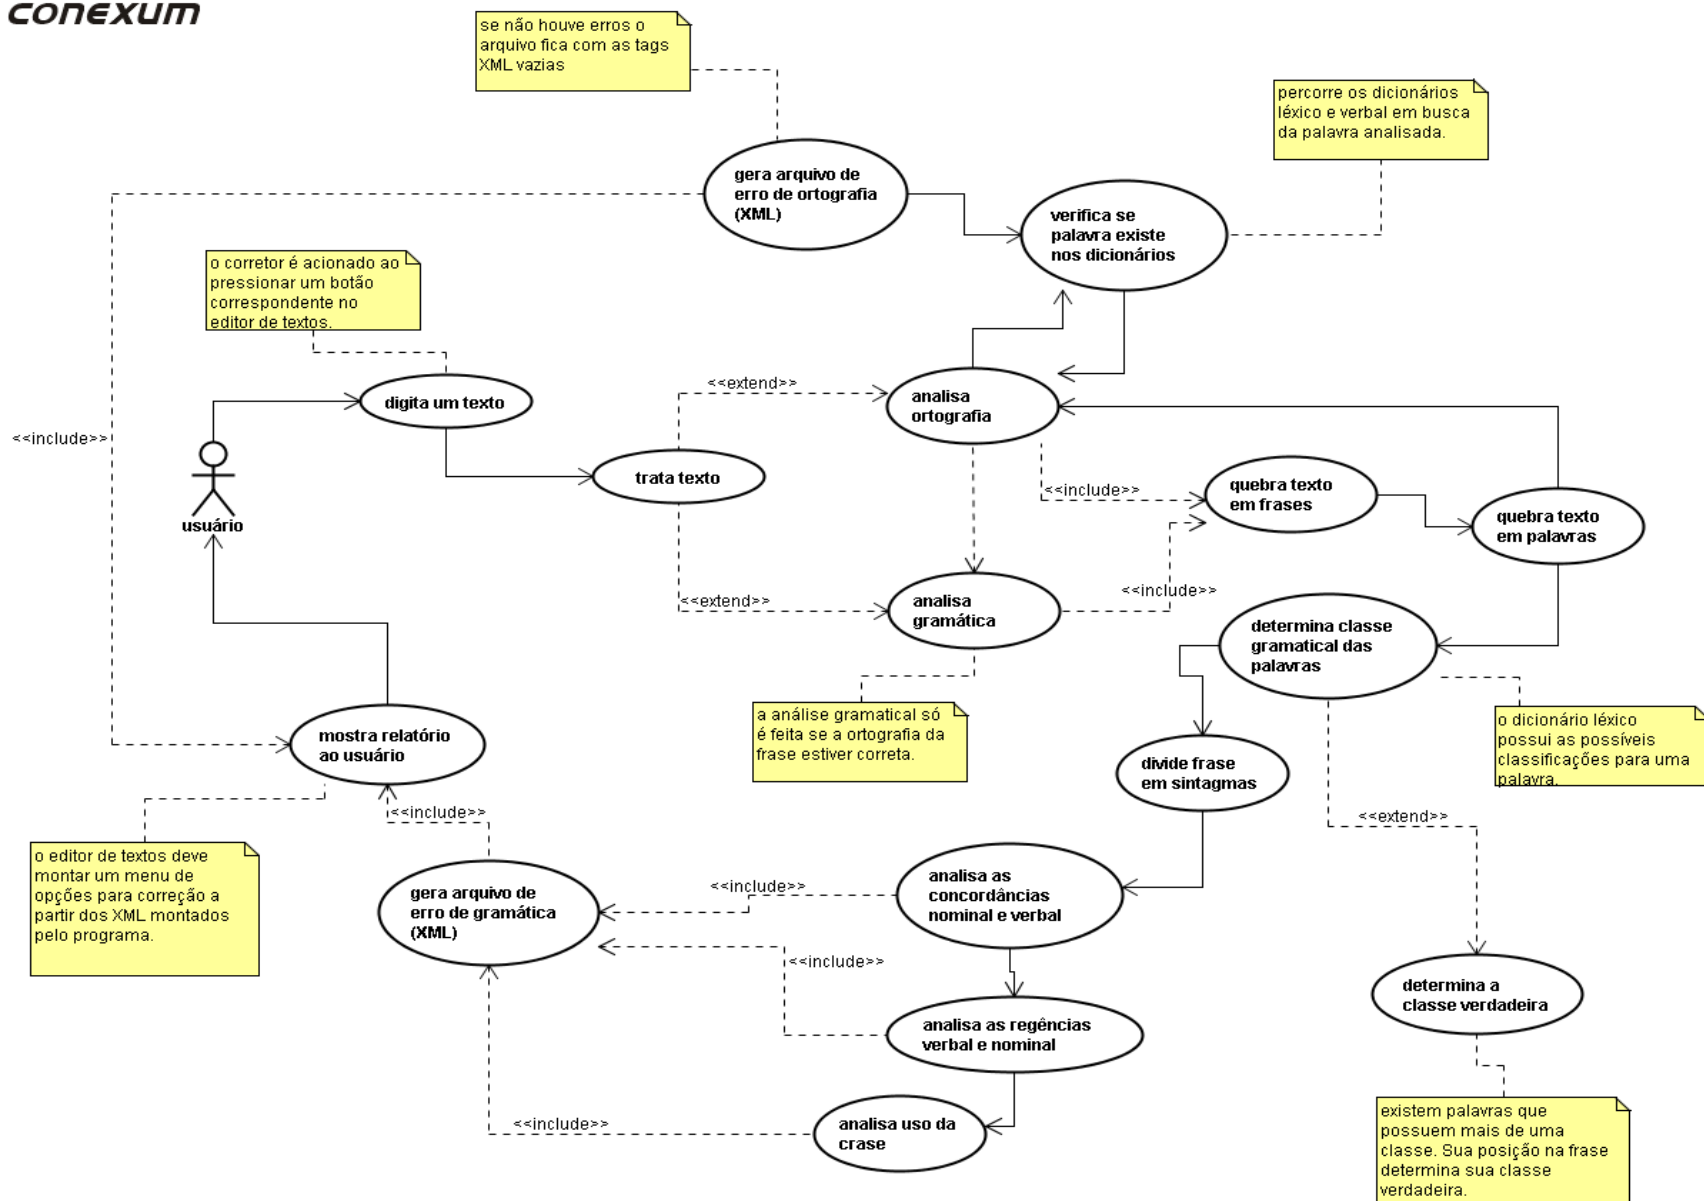 CONEXUM
se não houve erros o
arquivo fica com as tags
XML vazias
percorre os dicionários
léxico e verbal em busca
da palavra analisada.
gera arquivo de
erro de ortografia
(XML)
verifica se
palavra existe
nos dicionários
o corretor é acionado ao
pressionar um botão
correspondente no
editor de textos.
digita um texto
<<extend>>
analisa
ortografia
<<include>>
usuário
trata texto
<<include>>
quebra texto
em frases
quebra texto
em palavras
<<extend>>
analisa
gramática
<<include>>
determina classe
gramatical das
palavras
a análise gramatical só
é feita se a ortografia da
frase estiver correta.
o dicionário léxico
possui as possíveis
classificações para uma
palavra.
mostra relatório
ao usuário
divide frase
em sintagmas
<<include>>
<<extend>>
o editor de textos deve
montar um menu de
opções para correção a
partir dos XML montados
pelo programa.
gera arquivo de
erro de gramática
(XML)
<<include>>
analisa as
concordâncias
nominal e verbal
<<include>>
determina a
classe verdadeira
analisa as regências
verbal e nominal
<<include>>
analisa uso da
crase
existem palavras que
possuem mais de uma
classe. Sua posição na frase
determina sua classe
verdadeira.